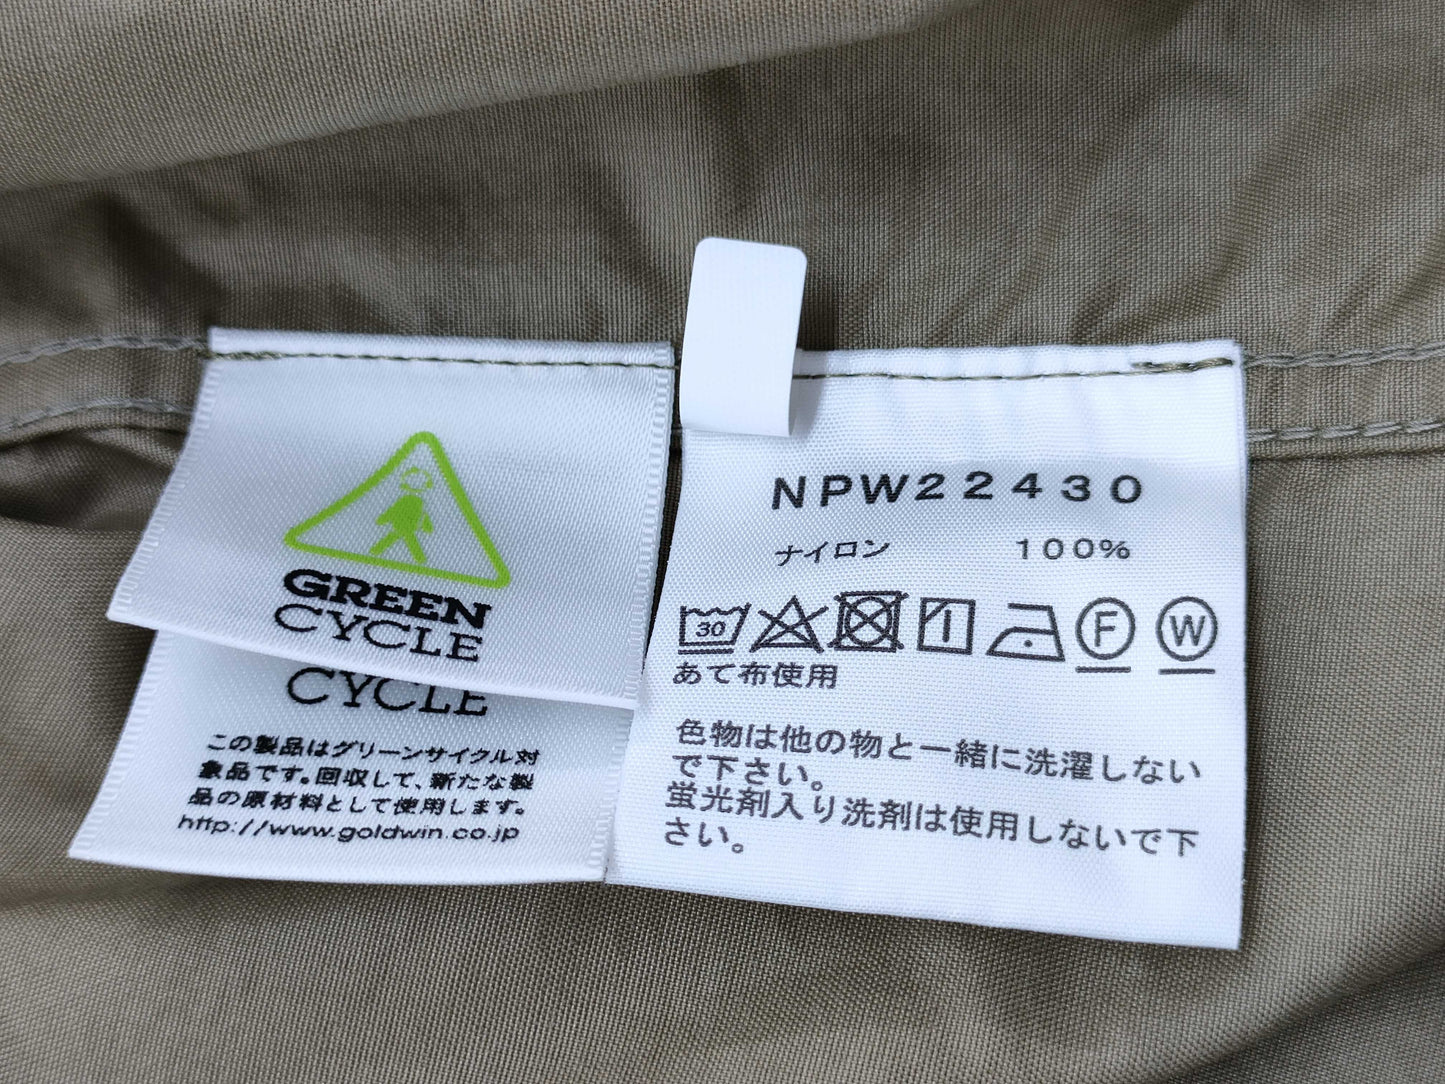 GREEN
CYCLE
CYCLE
この製品はグリーンサイクル対
象品です。回収して、新たな製
品の原材料として使用します。
http://www.goldwin.co.jp
NPW22430
ナイロン 100%
30 F W
あて布使用
色物は他の物と一緒に洗濯しない
で下さい。
蛍光剤入り洗剤は使用しないで下
さい。